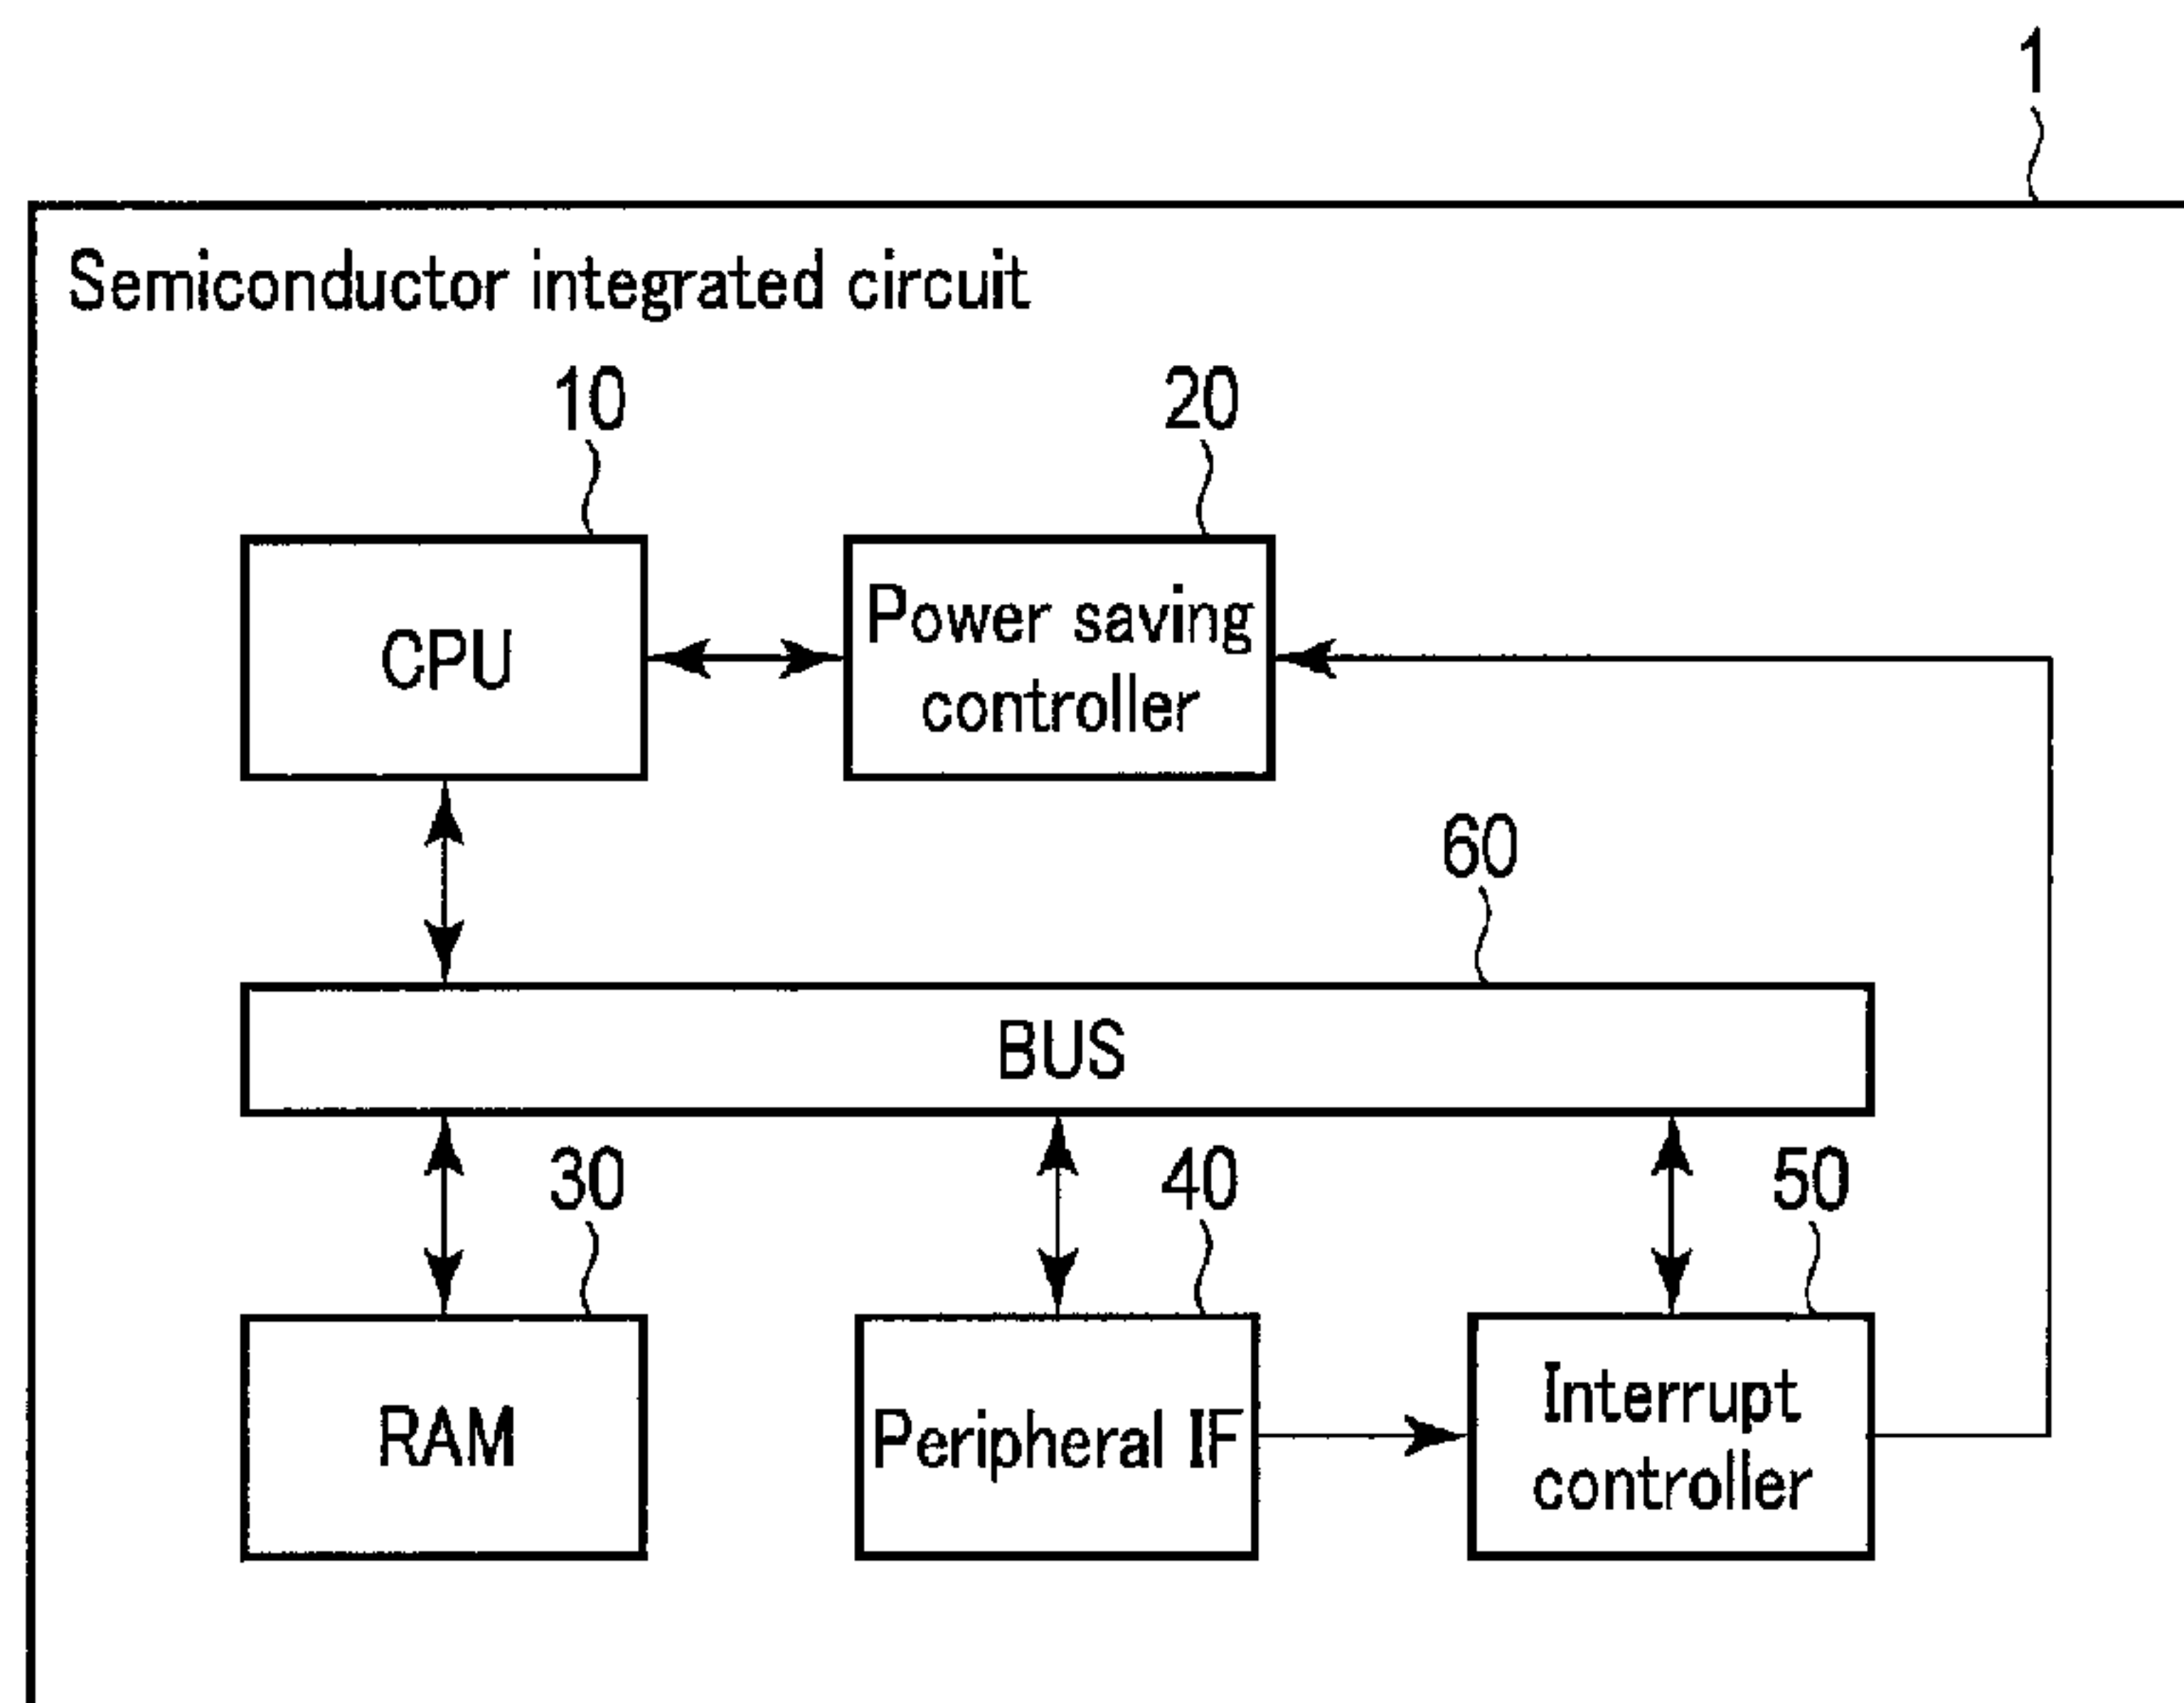 1
Semiconductor integrated circuit
10
20
CPU
Power saving
controller
60
BUS
30
40
50
RAM
Peripheral IF
Interrupt
controller